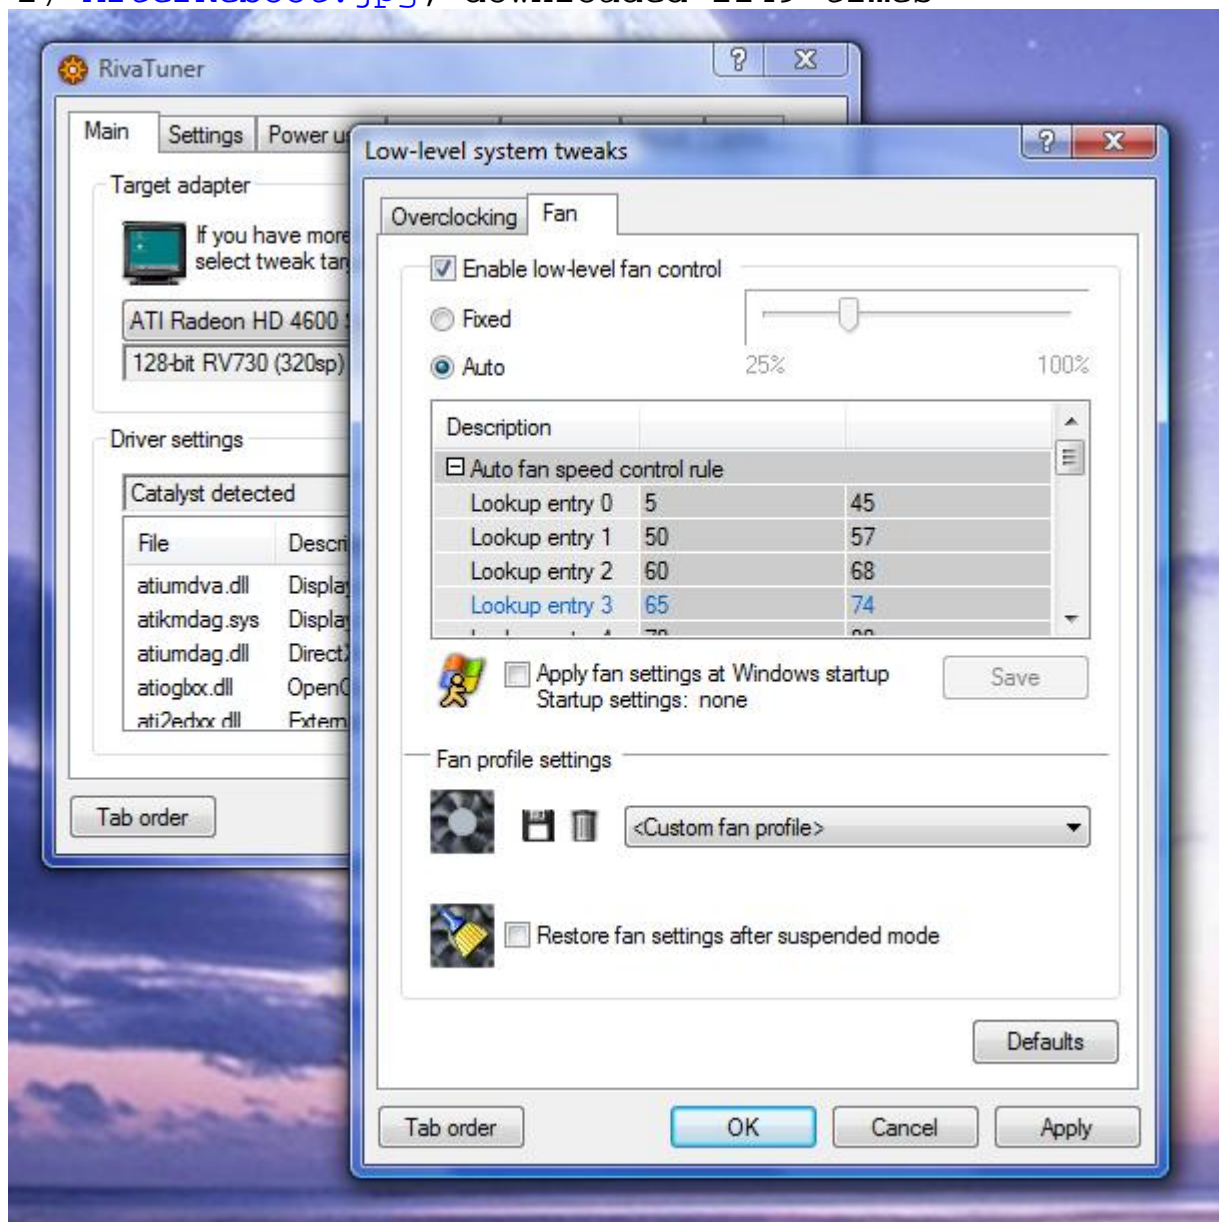 RivaTuner
Main Settings Power
Target adapter
If you have more
select tweak
ATI Radeon HD 4600
128-bit RV730 (320sp)
Driver settings
Catalyst detected
File
atiumdva.dll
atikmdag.sys
atiumdag.dll
atiogbxx.dll
ati2edxx.dll
Tab order
Low-level system tweaks
Overclocking Fan
Enable low-level fan control
Fixed
Auto
25% 100%
Description
Auto fan speed control rule
Lookup entry 0 5 45
Lookup entry 1 50 57
Lookup entry 2 60 68
Lookup entry 3 65 74
Apply fan settings at Windows startup
Save
Startup settings: none
Fan profile settings
<Custom fan profile>
Restore fan settings after suspended mode
Defaults
Tab order OK Cancel Apply